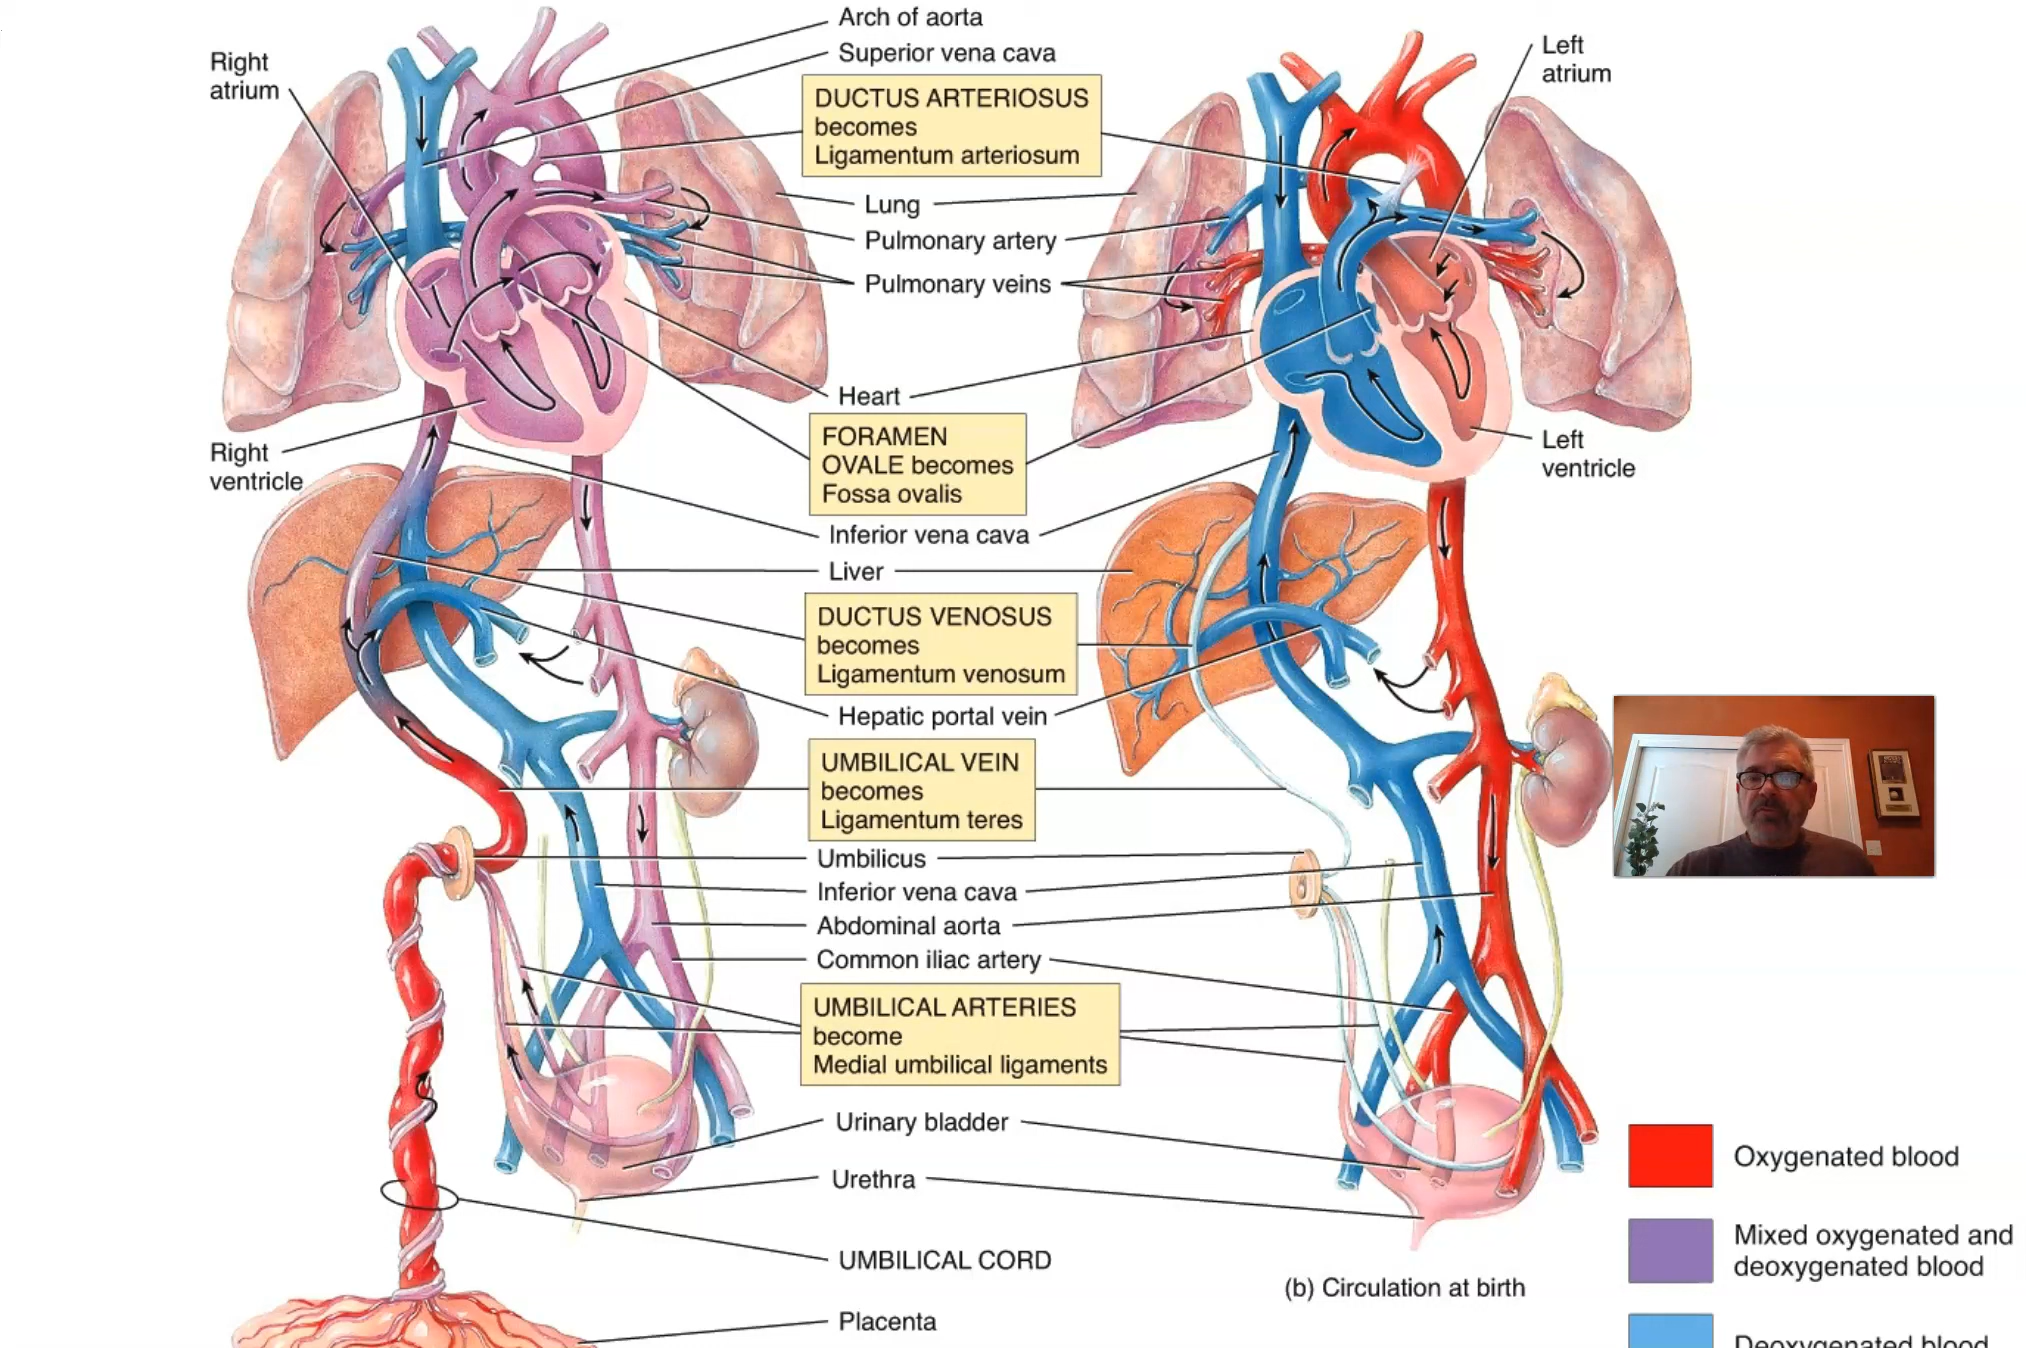 Arch of aorta
Superior vena cava
Right
atrium
Left
atrium
DUCTUS ARTERIOSUS
becomes
Ligamentum arteriosum
Lung
Pulmonary artery
Pulmonary veins
Heart
FORAMEN
OVALE becomes
Fossa ovalis
Right
ventricle
Left
ventricle
Inferior vena cava
Liver
DUCTUS VENOSUS
becomes
Ligamentum venosum
Hepatic portal vein
UMBILICAL VEIN
becomes
Ligamentum teres
Umbilicus
Inferior vena cava
Abdominal aorta
Common iliac artery
UMBILICAL ARTERIES
become
Medial umbilical ligaments
Urinary bladder
Urethra
UMBILICAL CORD
Placenta
(b) Circulation at birth
Oxygenated blood
Mixed oxygenated and
deoxygenated blood
Deoxygenated blood